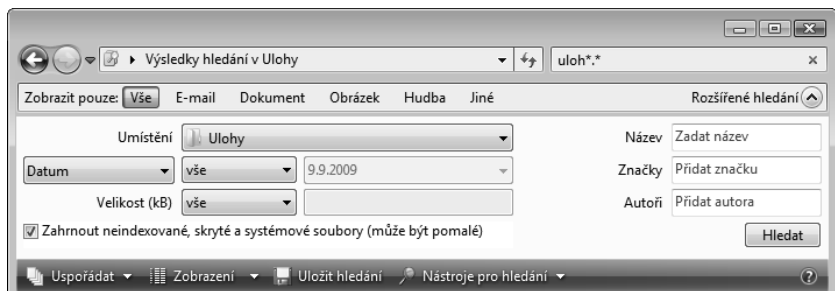 Výsledky hledání v Ulohy uloh*.*
Zobrazit pouze: Vše E-mail Dokument Obrázek Hudba Jiné Rozšířené hledání
Umístění Ulohy Název Zadat název
Datum vše 9.9.2009 Značky Přidat značku
Velikost (kB) vše Autoři Přidat autora
Zahrnout neindexované, skryté a systémové soubory (může být pomalé) Hledat
Uspořádat Zobrazení Uložit hledání Nástroje pro hledání ?